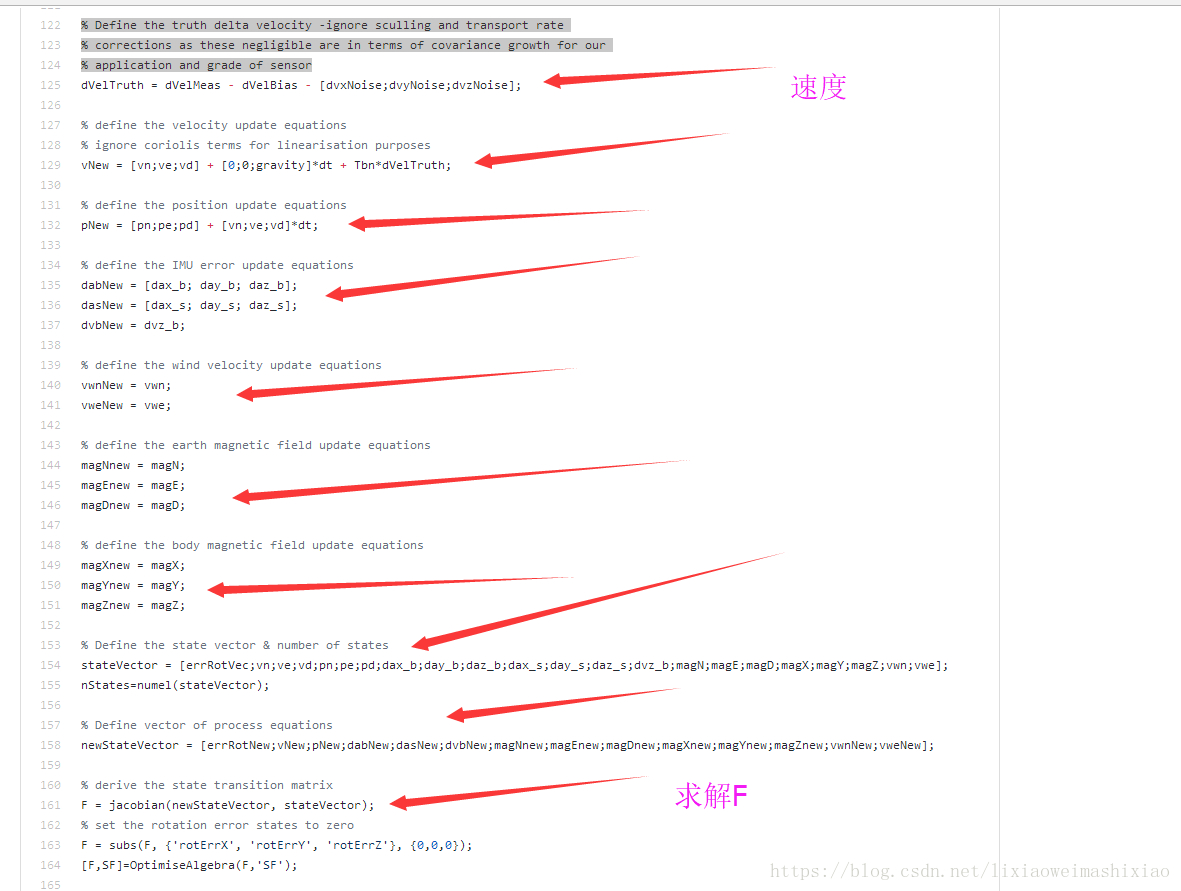 122 % Define the truth delta velocity -ignore sculling and transport rate
123 % corrections as these negligible are in terms of covariance growth for our
124 % application and grade of sensor
125 dVelTruth = dVelMeas - dVelBias - [dvxNoise;dvyNoise;dvzNoise];
速度
126
127 % define the velocity update equations
128 % ignore coriolis terms for linearisation purposes
129 vNew = [vn;ve;vd] + [0;0;gravity]*dt + Tbn*dVelTruth;
130
131 % define the position update equations
132 pNew = [pn;pe;pd] + [vn;ve;vd]*dt;
133
134 % define the IMU error update equations
135 dabNew = [dax_b; day_b; daz_b];
136 dasNew = [dax_s; day_s; daz_s];
137 dvbNew = dvz_b;
138
139 % define the wind velocity update equations
140 vwnNew = vwn;
141 vweNew = vwe;
142
143 % define the earth magnetic field update equations
144 magNnew = magN;
145 magEnew = magE;
146 magDnew = magD;
147
148 % define the body magnetic field update equations
149 magXnew = magX;
150 magYnew = magY;
151 magZnew = magZ;
152
153 % Define the state vector & number of states
154 stateVector = [errRotVec;vn;ve;vd;pn;pe;pd;dax_b;day_b;daz_b;dax_s;day_s;daz_s;dvz_b;magN;magE;magD;magX;magY;magZ;vwn;vwe];
155 nStates=numel(stateVector);
156
157 % Define vector of process equations
158 newStateVector = [errRotNew;vNew;pNew;dabNew;dasNew;dvbNew;magNnew;magEnew;magDnew;magXnew;magYnew;magZnew;vwnNew;vweNew];
159
160 % derive the state transition matrix
161 F = jacobian(newStateVector, stateVector);
求解F
162 % set the rotation error states to zero
163 F = subs(F, {'rotErrX', 'rotErrY', 'rotErrZ'}, {0,0,0});
164 [F,SF]=OptimiseAlgebra(F,'SF');
https://blog.csdn.net/lixiaoweimashixiao
165